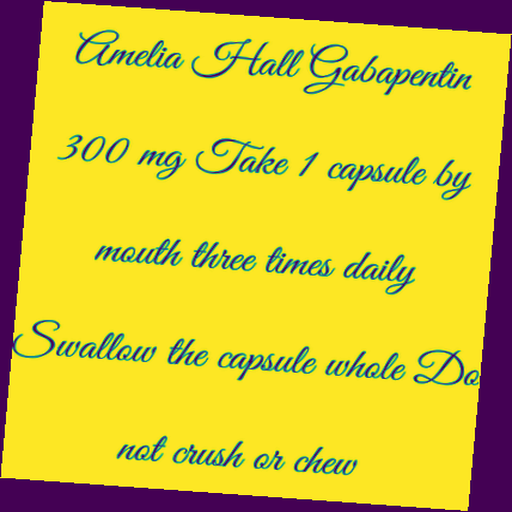 Amelia Hall Gabapentin
300 mg Take 1 capsule by
mouth three times daily
Swallow the capsule whole Do
not crush or chew